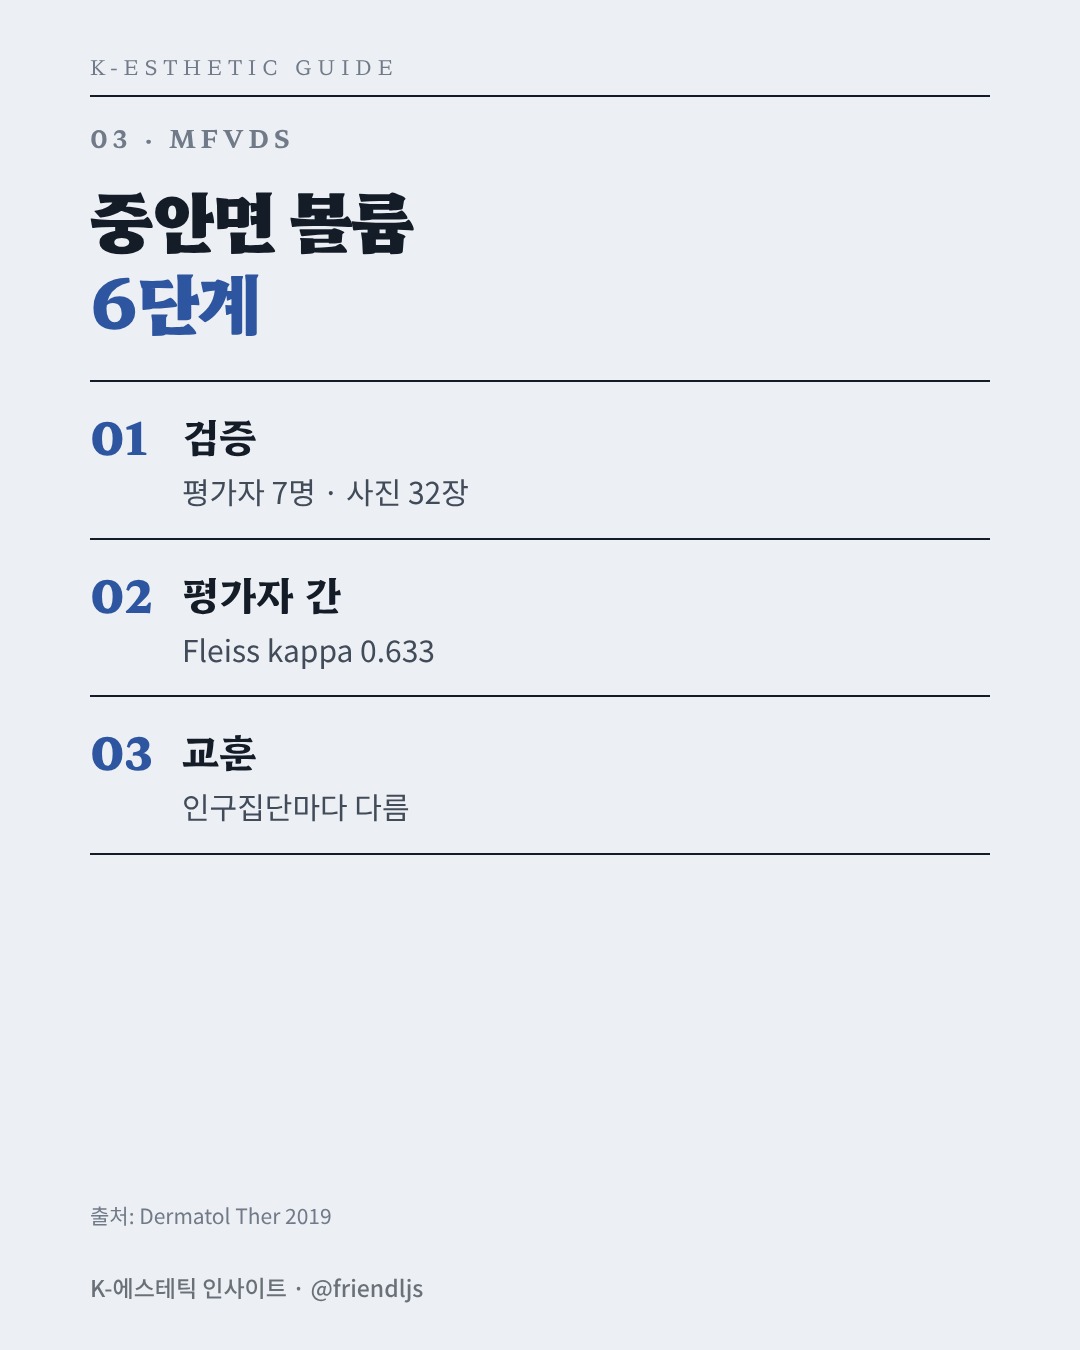 K-ESTHETIC GUIDE
03 · MFVDS
중안면 볼륨
6단계
01 검증
평가자 7명 · 사진 32장
02 평가자 간
Fleiss kappa 0.633
03 교훈
인구집단마다 다름
출처: Dermatol Ther 2019
K-에스테틱 인사이트 · @friendljs